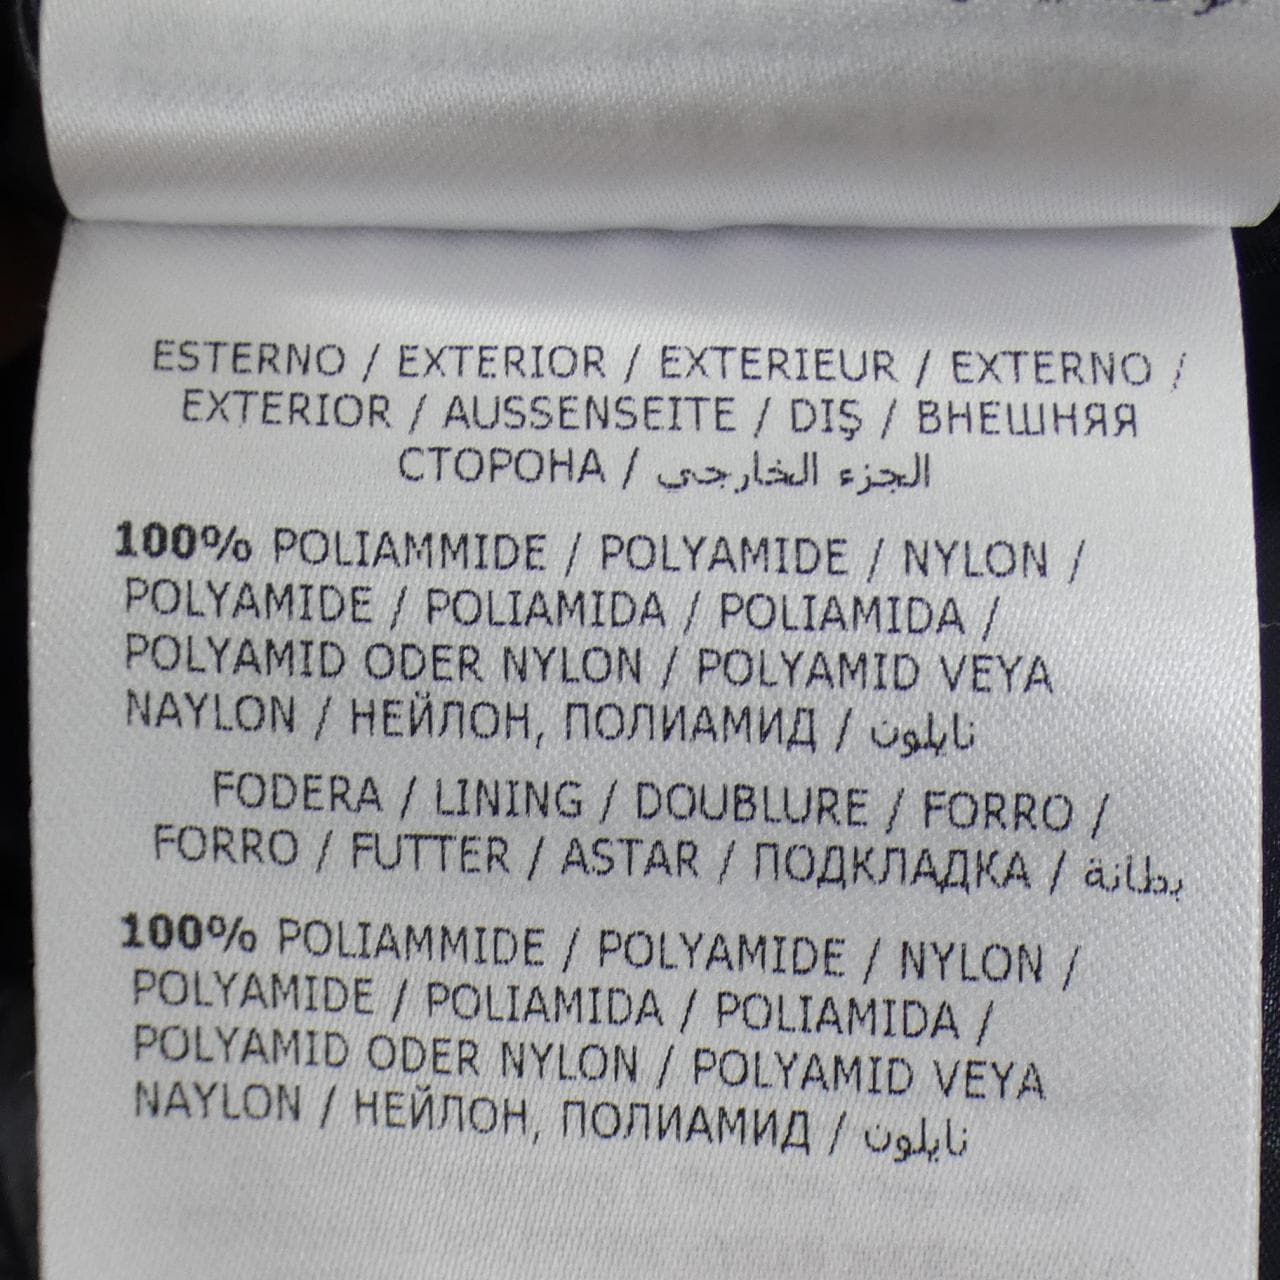 ESTERNO / EXTERIOR / EXTERIEUR / EXTERNO /
EXTERIOR / AUSSENSEITE / DIŞ / ВНЕШНЯЯ
СТОРОНА / الجزء الخارجي
100% POLIAMMIDE / POLYAMIDE / NYLON /
POLYAMIDE / POLIAMIDA / POLIAMIDA /
POLYAMID ODER NYLON / POLYAMID VEYA
NAYLON / НЕЙЛОН, ПОЛИАМИД / نايلون
FODERA / LINING / DOUBLURE / FORRO /
FORRO / FUTTER / ASTAR / ПОДКЛАДКА / بطانة
100% POLIAMMIDE / POLYAMIDE / NYLON /
POLYAMIDE / POLIAMIDA / POLIAMIDA /
POLYAMID ODER NYLON / POLYAMID VEYA
NAYLON / НЕЙЛОН, ПОЛИАМИД / نايلون